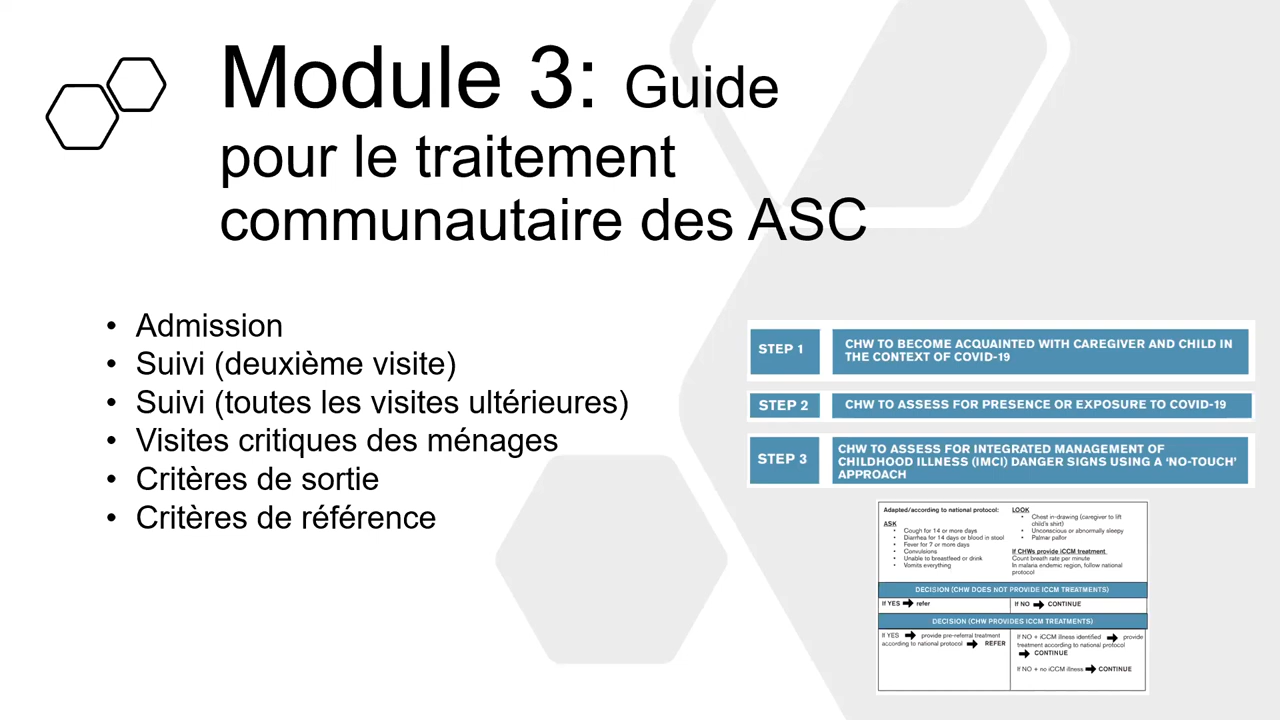 Module 3: Guide
pour le traitement
communautaire des ASC
• Admission
• Suivi (deuxième visite)
• Suivi (toutes les visites ultérieures)
• Visites critiques des ménages
• Critères de sortie
• Critères de référence
STEP 1
CHW TO BECOME ACQUAINTED WITH CAREGIVER AND CHILD IN
THE CONTEXT OF COVID-19
STEP 2
CHW TO ASSESS FOR PRESENCE OR EXPOSURE TO COVID-19
STEP 3
CHW TO ASSESS FOR INTEGRATED MANAGEMENT OF
CHILDHOOD ILLNESS (IMCI) DANGER SIGNS USING A ‘NO-TOUCH’
APPROACH
Adapted/according to national protocol:
ASK
• Cough for 14 or more days
• Diarrhea for 14 days or blood in stool
• Fever for 7 or more days
• Convulsions
• Unable to breastfeed or drink
• Vomits everything
LOOK
• Chest in-drawing (caregiver to lift
child's shirt)
• Unconscious or abnormally sleepy
• Palmar pallor
If CHWs provide iCCM treatment
Count breath rate per minute
In malaria endemic region, follow national
protocol
DECISION (CHW DOES NOT PROVIDE ICCM TREATMENTS)
If YES ➡ refer
If NO ➡ CONTINUE
DECISION (CHW PROVIDES ICCM TREATMENTS)
If YES ➡ provide pre-referral treatment
according to national protocol ➡ REFER
If NO + iCCM illness identified ➡ provide
treatment according to national protocol
➡ CONTINUE
If NO + no iCCM illness ➡ CONTINUE